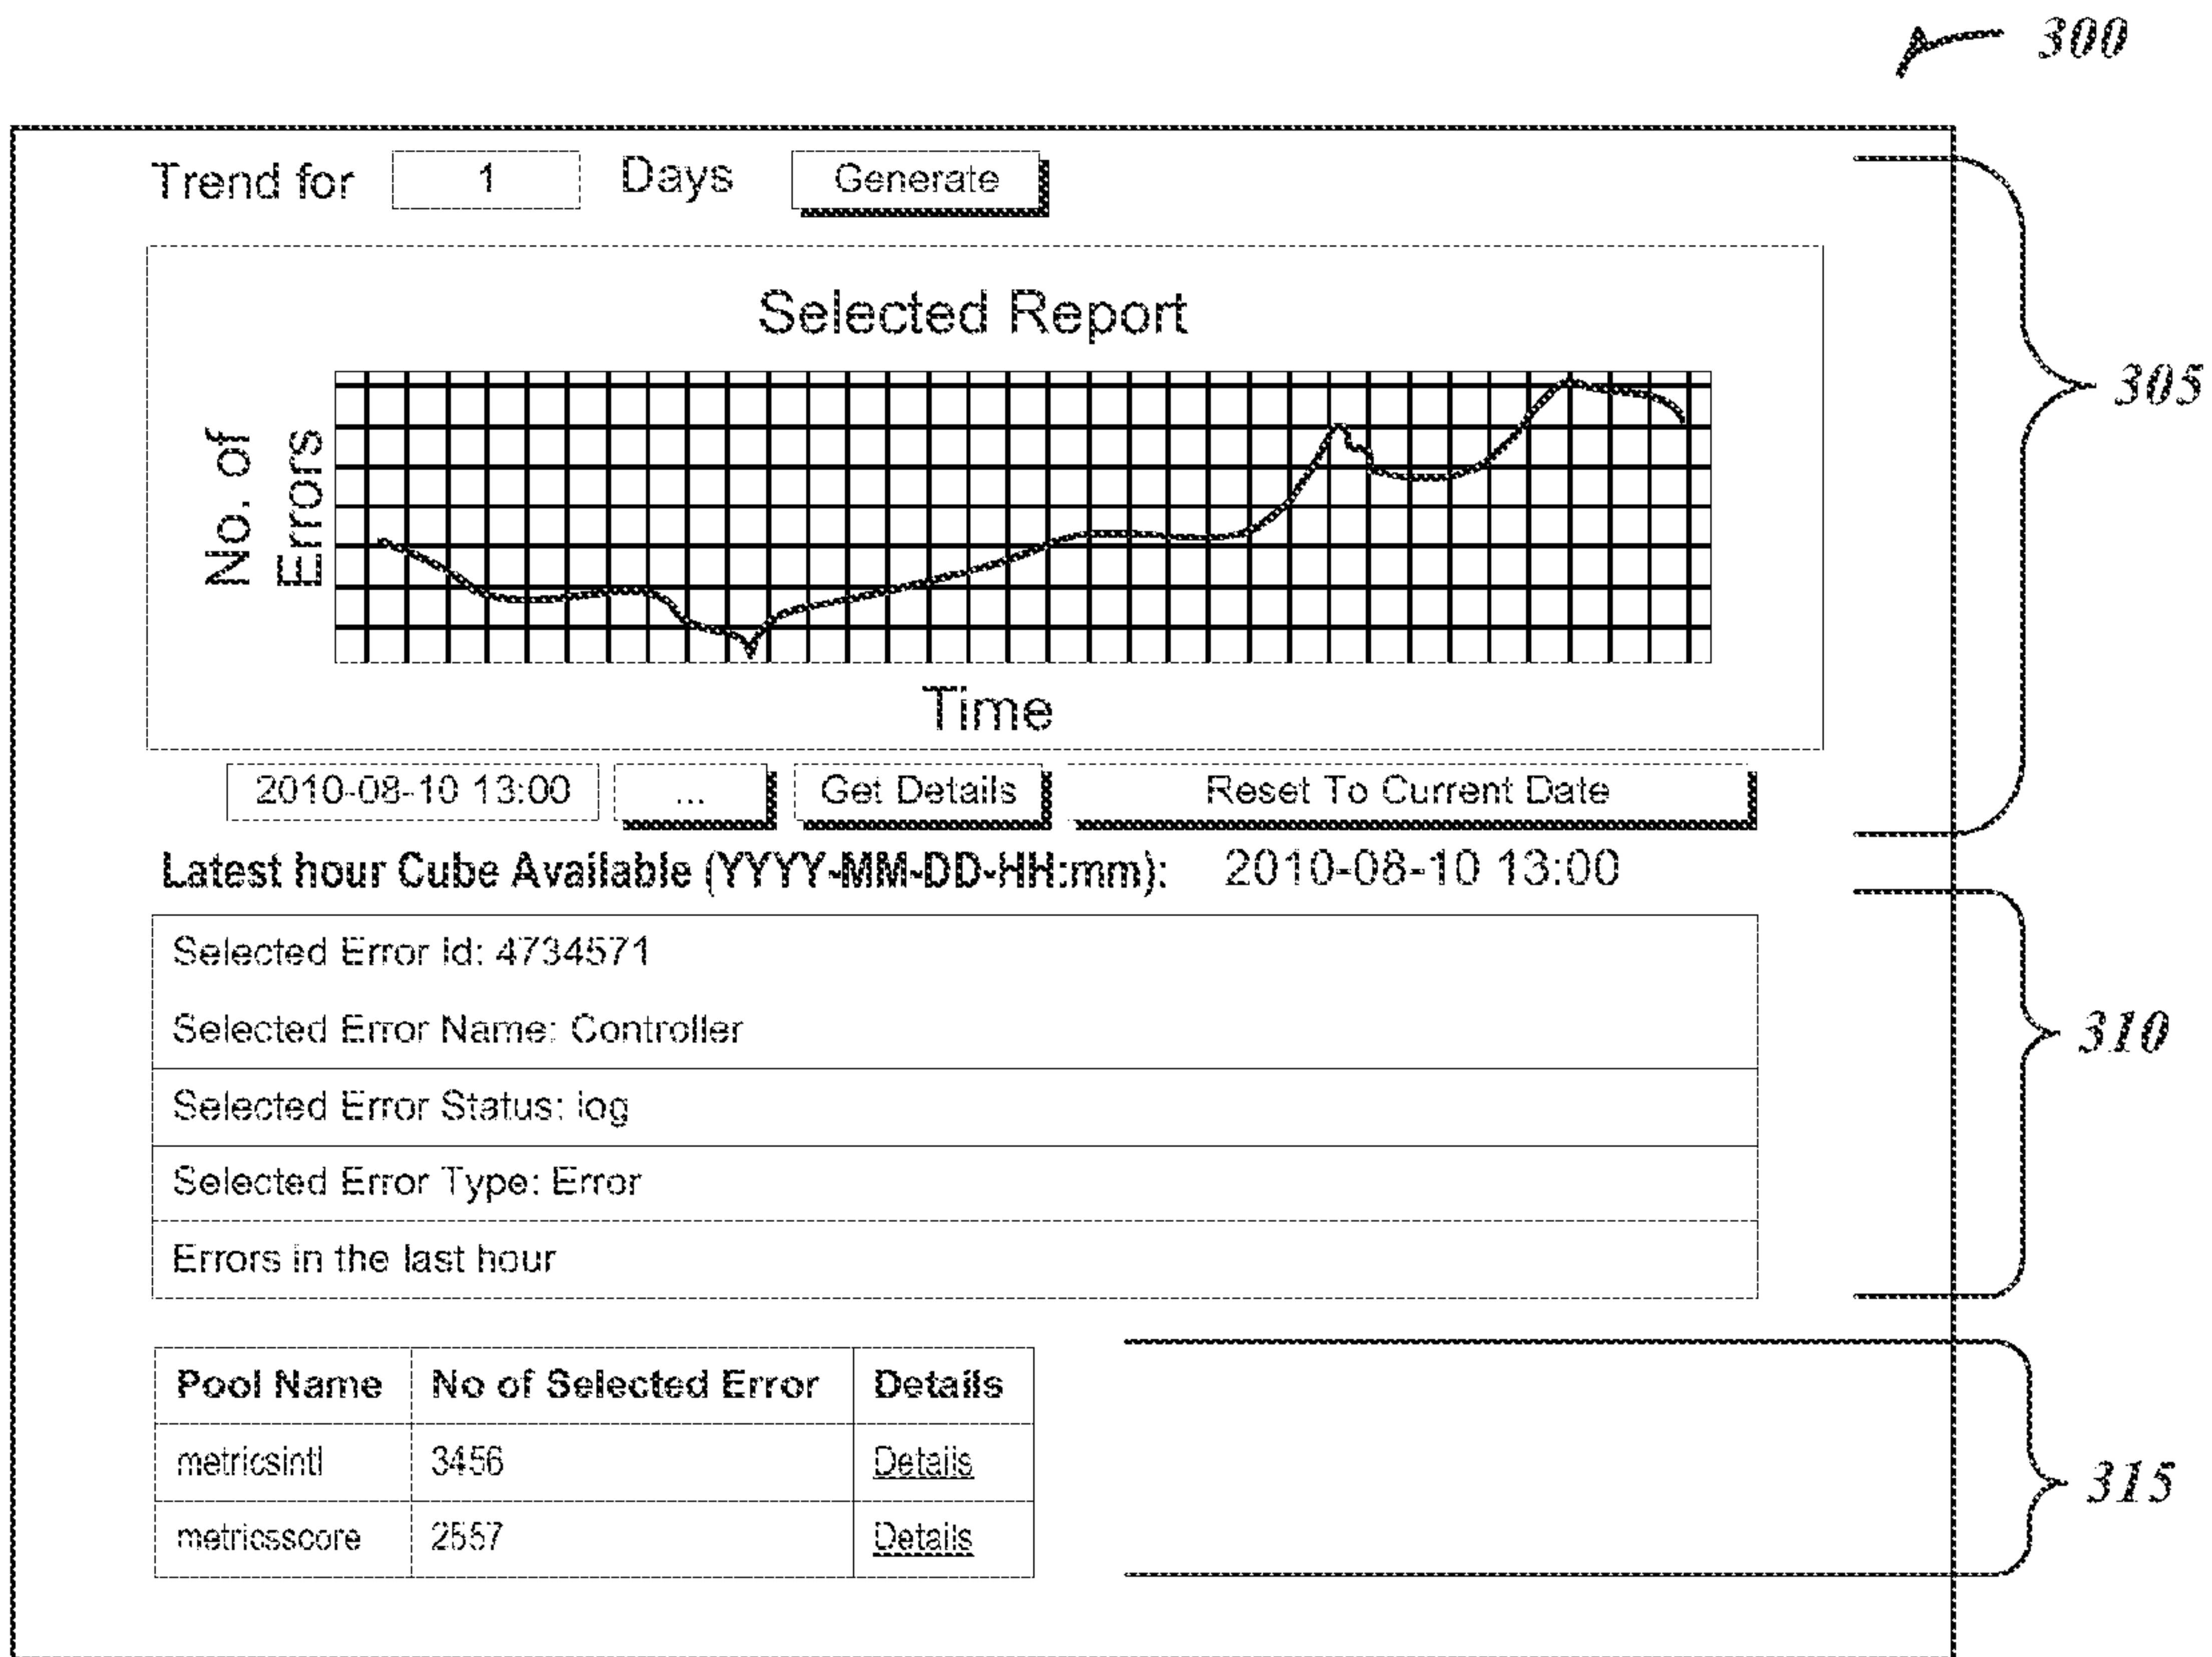 300
Trend for 1 Days Generate
Selected Report
305
No. of
Errors
Time
2010-08-10 13:00 ... Get Details Reset To Current Date
Latest hour Cube Available (YYYY-MM-DD-HH:mm): 2010-08-10 13:00
Selected Error id: 4734571
Selected Error Name: Controller
310
Selected Error Status: log
Selected Error Type: Error
Errors in the last hour
Pool Name No of Selected Error Details
metricsintl 3456 Details
315
metricsscore 2557 Details